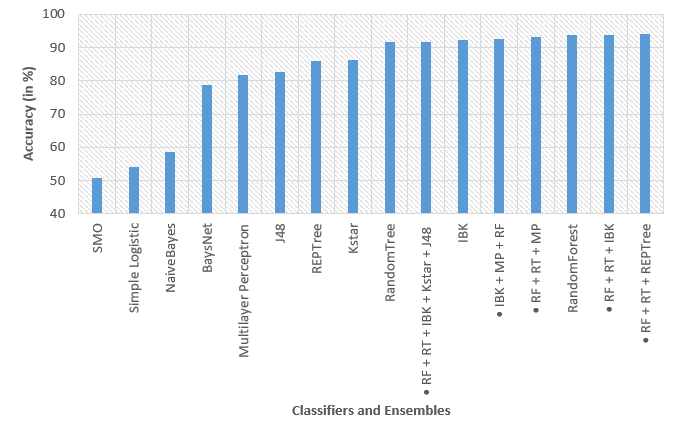 100
90
80
70
60
50
40
Accuracy (in %)
SMO
Simple Logistic
NaiveBayes
BaysNet
Multilayer Perceptron
J48
REPTree
Kstar
RandomTree
• RF + RT + IBK + Kstar + J48
IBK
• IBK + MP + RF
• RF + RT + MP
RandomForest
• RF + RT + IBK
• RF + RT + REPTree
Classifiers and Ensembles